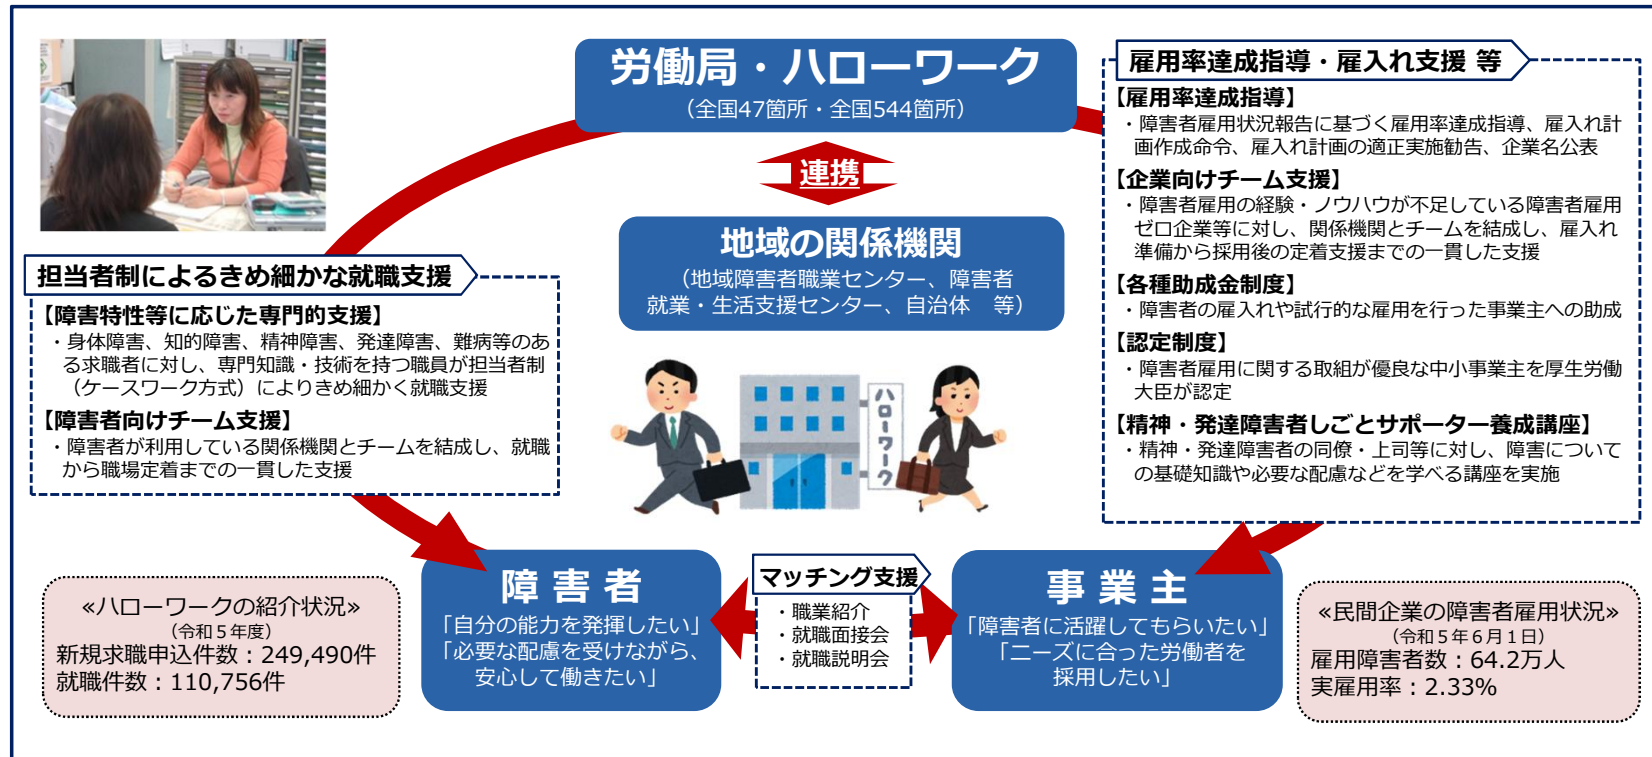 労働局・ハローワーク
（全国47箇所・全国544箇所）
連携
地域の関係機関
（地域障害者職業センター、障害者
就業・生活支援センター、自治体　等）
担当者制によるきめ細かな就職支援
【障害特性等に応じた専門的支援】
・身体障害、知的障害、精神障害、発達障害、難病等のあ
る求職者に対し、専門知識・技術を持つ職員が担当者制
（ケースワーク方式）によりきめ細かく就職支援
【障害者向けチーム支援】
・障害者が利用している関係機関とチームを結成し、就職
から職場定着までの一貫した支援
雇用率達成指導・雇入れ支援 等
【雇用率達成指導】
・障害者雇用状況報告に基づく雇用率達成指導、雇入れ計
画作成命令、雇入れ計画の適正実施勧告、企業名公表
【企業向けチーム支援】
・障害者雇用の経験・ノウハウが不足している障害者雇用
ゼロ企業等に対し、関係機関とチームを結成し、雇入れ
準備から採用後の定着支援までの一貫した支援
【各種助成金制度】
・障害者の雇入れや試行的な雇用を行った事業主への助成
【認定制度】
・障害者雇用に関する取組が優良な中小事業主を厚生労働
大臣が認定
【精神・発達障害者しごとサポーター養成講座】
・精神・発達障害者の同僚・上司等に対し、障害について
の基礎知識や必要な配慮などを学べる講座を実施
ハローワーク
障 害 者
「自分の能力を発揮したい」
「必要な配慮を受けながら、
安心して働きたい」
マッチング支援
・職業紹介
・就職面接会
・就職説明会
事 業 主
「障害者に活躍してもらいたい」
「ニーズに合った労働者を
採用したい」
≪ハローワークの紹介状況≫
（令和５年度）
新規求職申込件数：249,490件
就職件数：110,756件
≪民間企業の障害者雇用状況≫
（令和５年６月１日）
雇用障害者数：64.2万人
実雇用率：2.33%